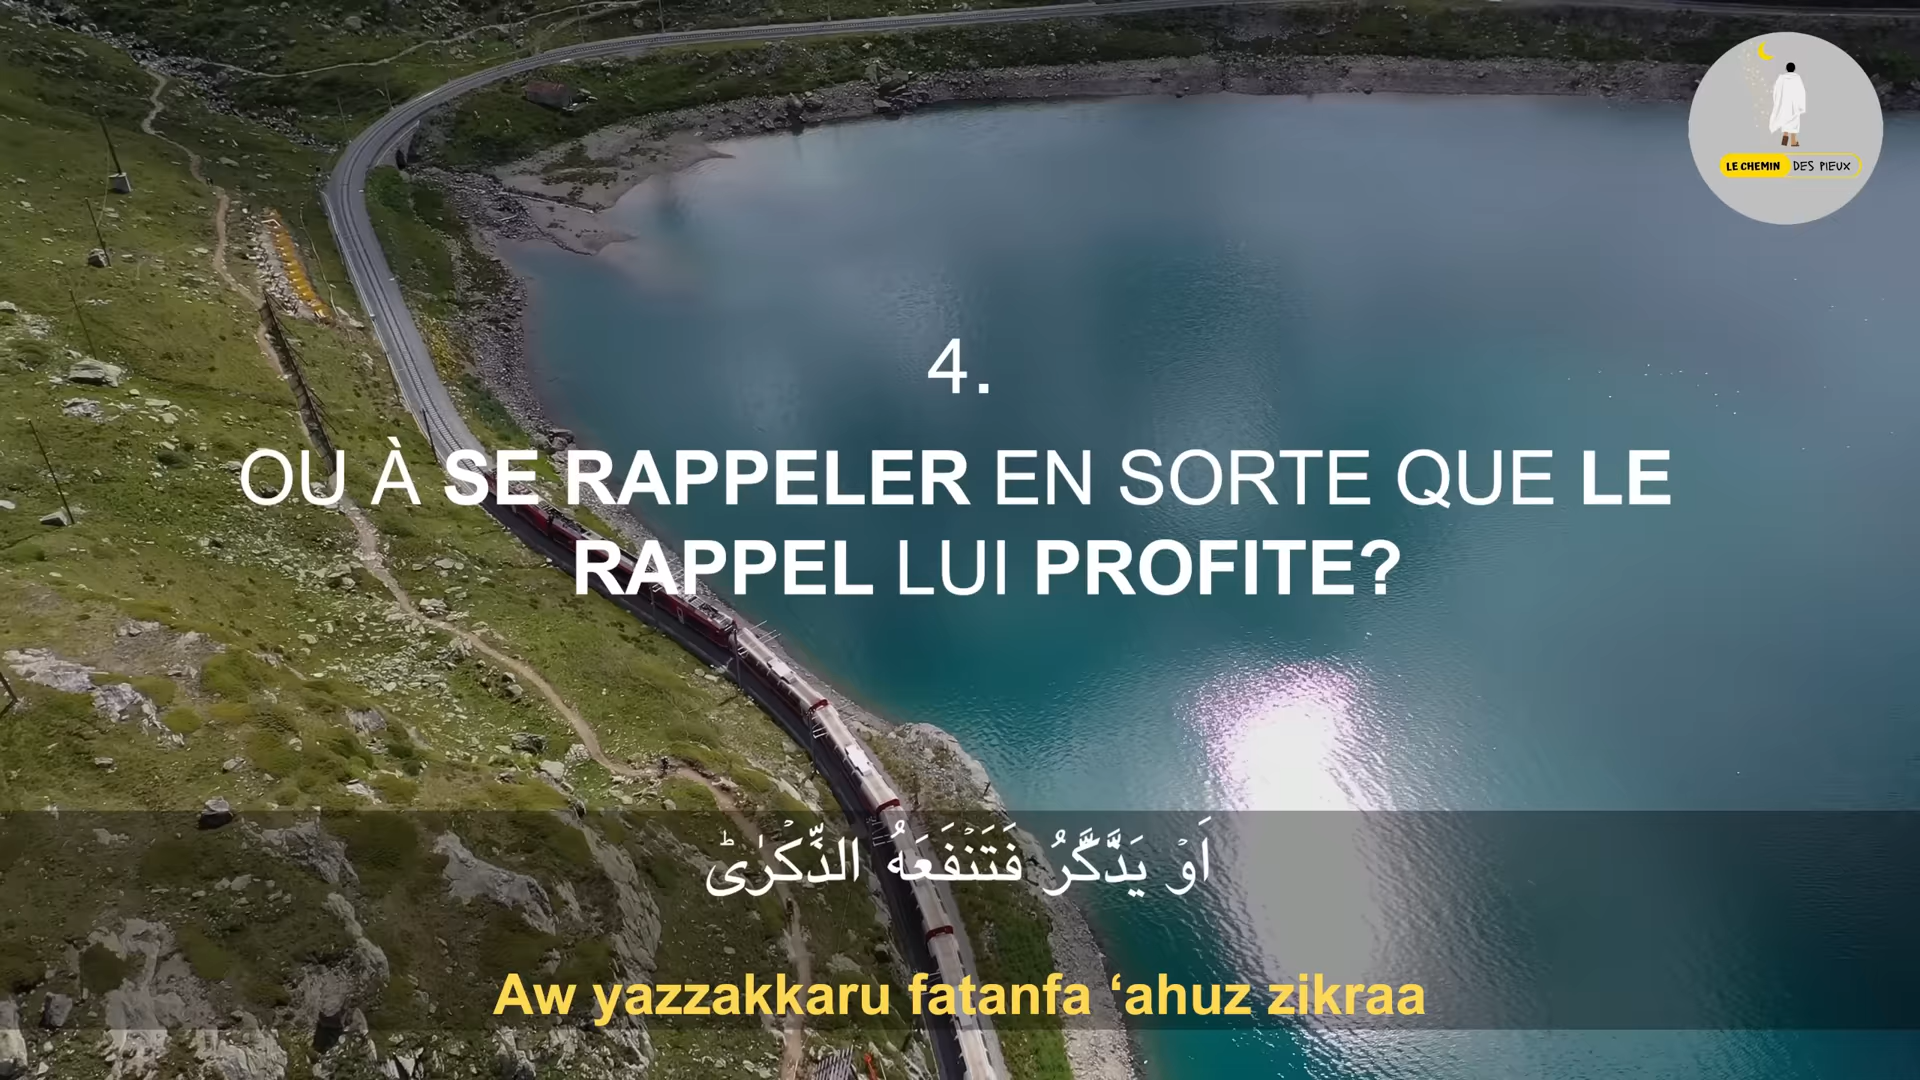 LE CHEMIN DES PIEUX
4.
OU À SE RAPPELER EN SORTE QUE LE
RAPPEL LUI PROFITE?
اَوۡ يَذَّكَّرُ فَتَنۡفَعَهُ الذِّكۡرٰىؕ
Aw yazzakkaru fatanfa ‘ahuz zikraa